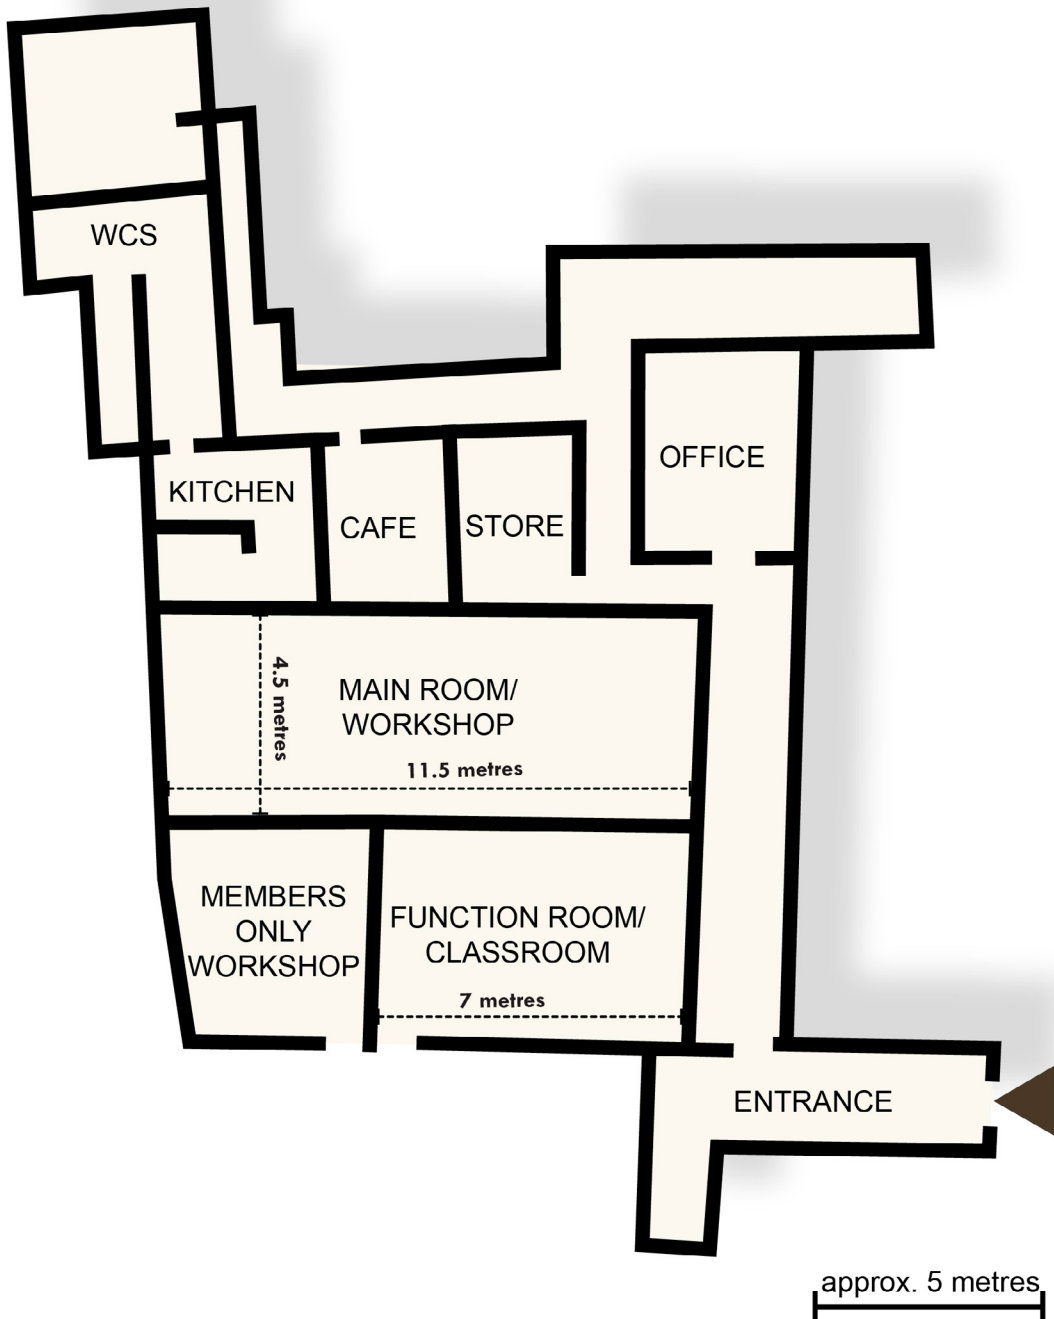 WCS
OFFICE
KITCHEN
CAFE
STORE
4.5 metres
MAIN ROOM/
WORKSHOP
11.5 metres
MEMBERS
ONLY
WORKSHOP
FUNCTION ROOM/
CLASSROOM
7 metres
ENTRANCE
approx. 5 metres